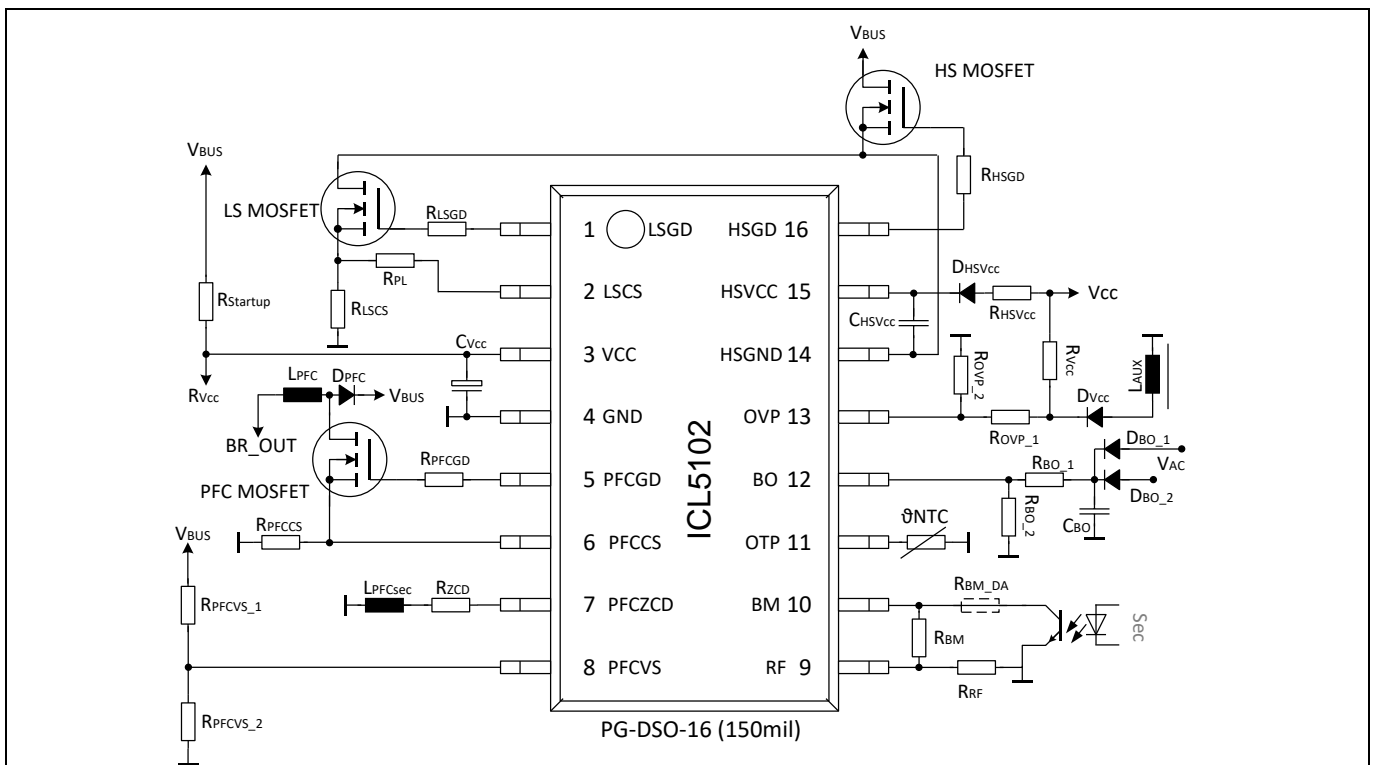 VBUS
HS MOSFET
VBUS
RHSGD
LS MOSFET
RLSGD
1 LSGD
HSGD 16
DHSVcc
RPL
RStartup
RLSCS
2 LSCS
HSVCC 15
Vcc
RHSVcc
CHSVcc
CVcc
3 VCC
HSGND 14
ROVP_2
RVcc
LAUX
RVcc
LPFC
DPFC
VBUS
DVcc
4 GND
OVP 13
ROVP_1
BR_OUT
DBO_1
RPFCGD
RBO_1
VAC
5 PFCGD
BO 12
PFC MOSFET
DBO_2
RBO_2
CBO
RPFCCS
ϑNTC
VBUS
6 PFCCS
OTP 11
ICL5102
LPFCsec
RZCD
RBM_DA
RPFCVS_1
7 PFCZCD
BM 10
RBM
Sec
8 PFCVS
RF 9
RRF
RPFCVS_2
PG-DSO-16 (150mil)